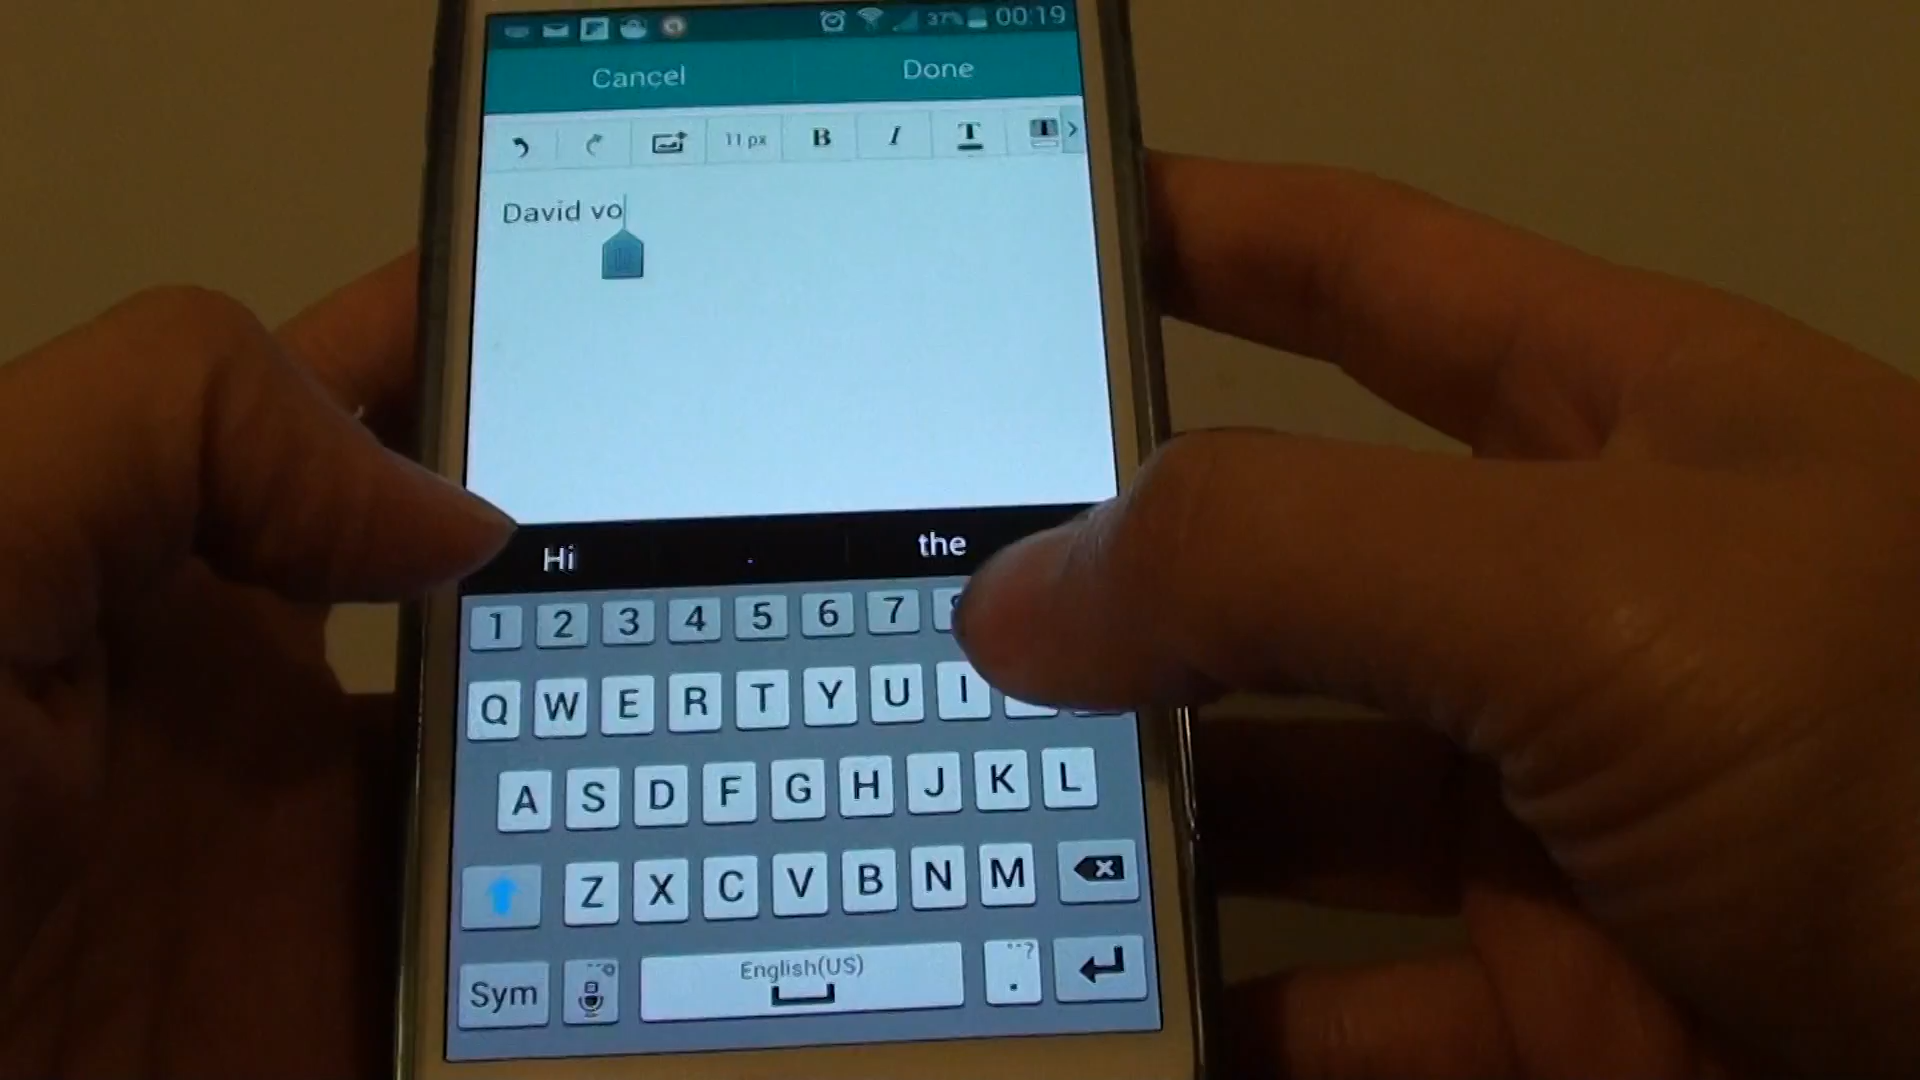 37% 00:19
Cancel Done
11 px B I T T
David vo
Hi . the
1 2 3 4 5 6 7
Q W E R T Y U I
A S D F G H J K L
Z X C V B N M
English(US)
Sym . ?